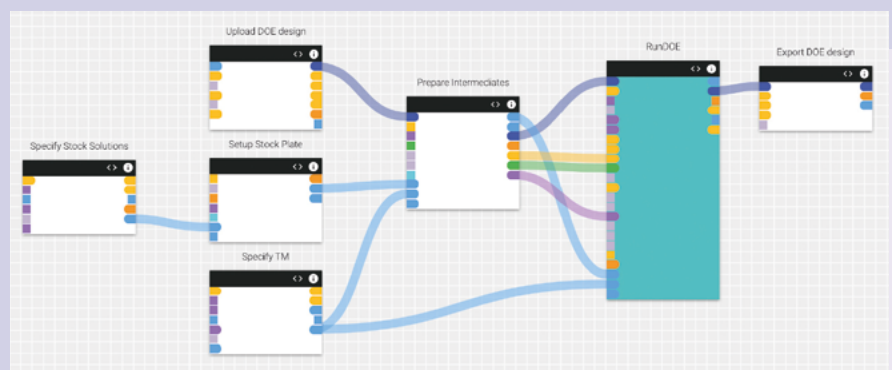 Upload DOE design
RunDOE
Export DOE design
Prepare Intermediates
Specify Stock Solutions
Setup Stock Plate
Specify TM